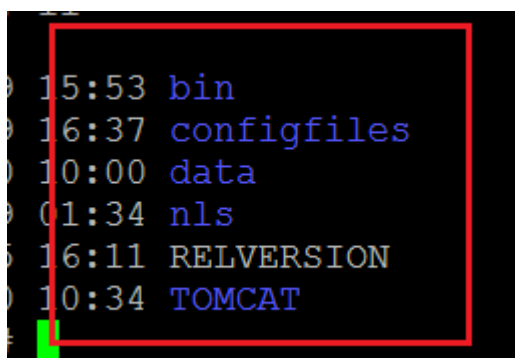 15:53 bin
16:37 configfiles
10:00 data
01:34 nls
16:11 RELVERSION
10:34 TOMCAT
#